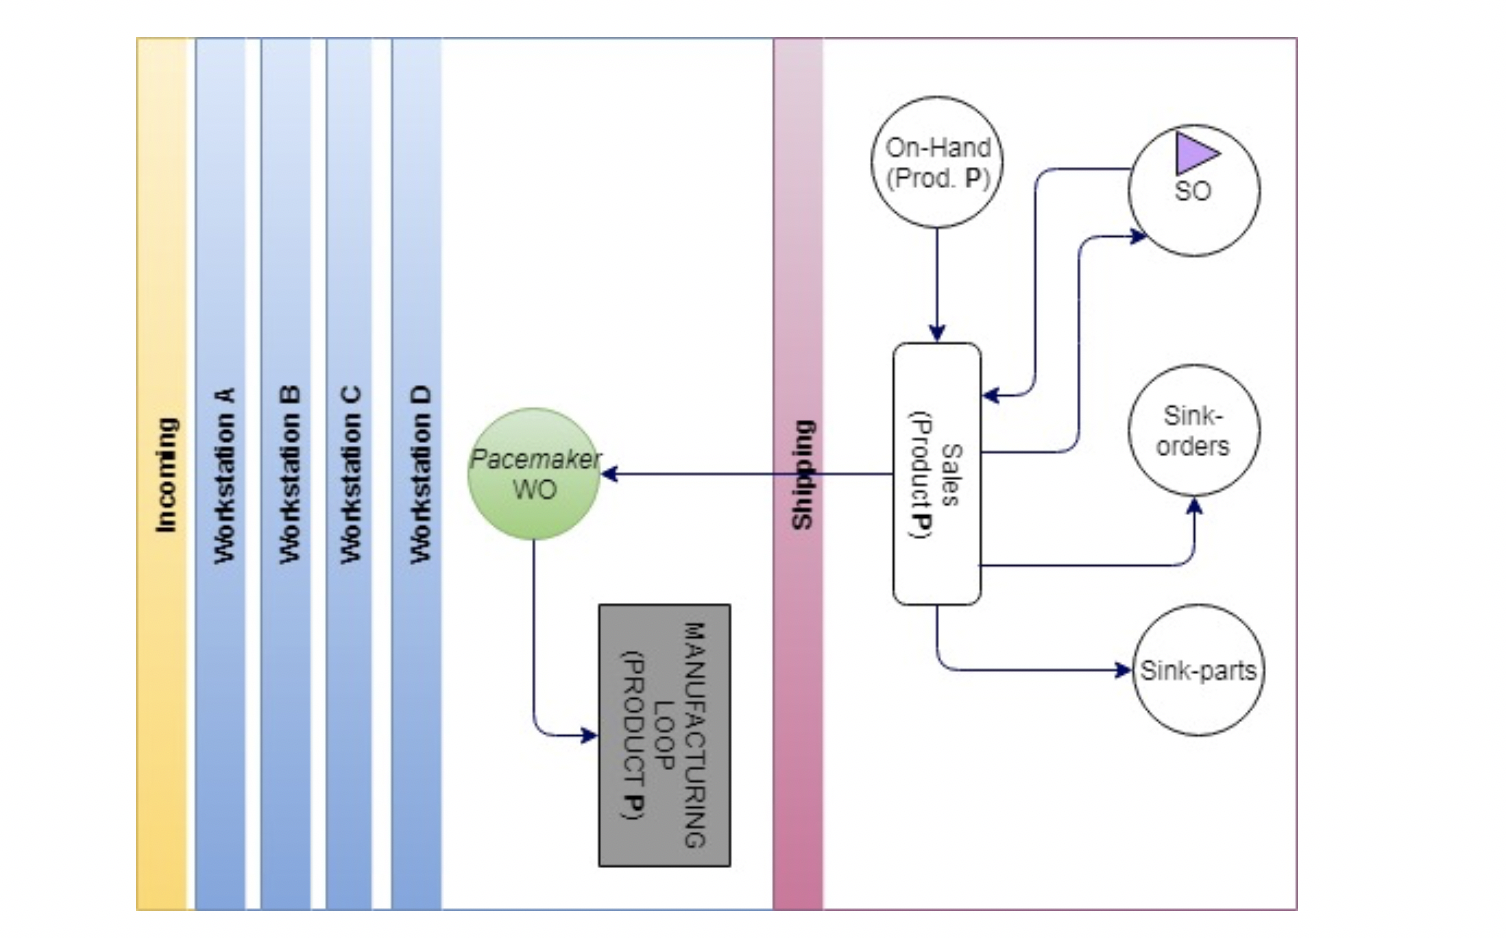 Incoming
Workstation A
Workstation B
Workstation C
Workstation D
Pacemaker
WO
MANUFACTURING
LOOP
(PRODUCT P)
Shipping
On-Hand
(Prod. P)
SO
Sales
(Product P)
Sink-
orders
Sink-parts